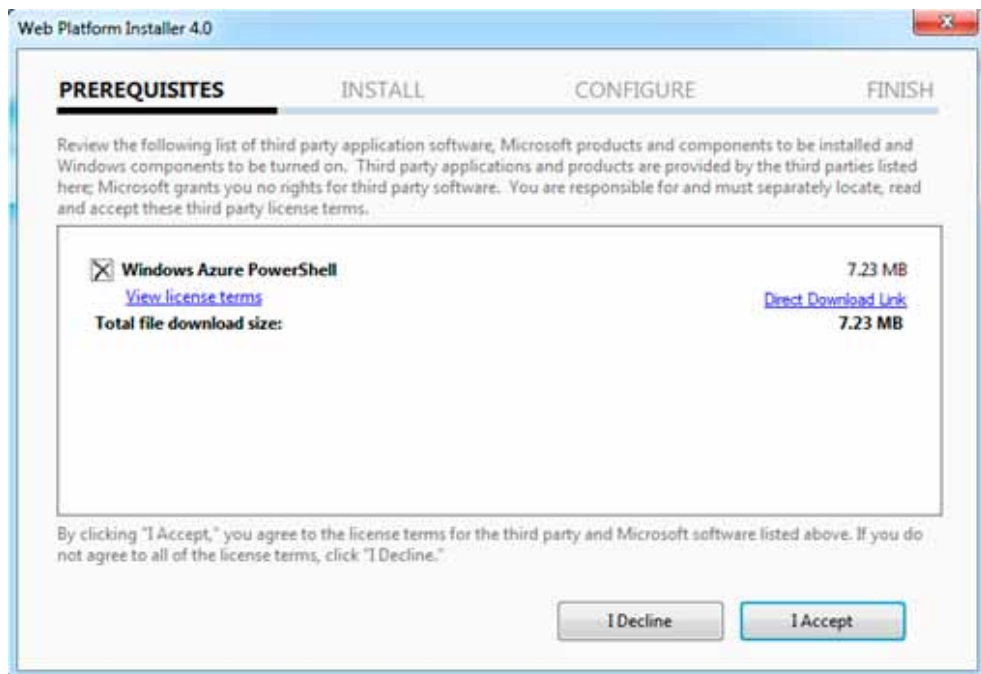 Web Platform Installer 4.0
PREREQUISITES INSTALL CONFIGURE FINISH
Review the following list of third party application software, Microsoft products and components to be installed and
Windows components to be turned on. Third party applications and products are provided by the third parties listed
here; Microsoft grants you no rights for third party software. You are responsible for and must separately locate, read
and accept these third party license terms.
Windows Azure PowerShell 7.23 MB
View license terms Direct Download Link
Total file download size: 7.23 MB
By clicking "I Accept," you agree to the license terms for the third party and Microsoft software listed above. If you do
not agree to all of the license terms, click "I Decline."
I Decline I Accept